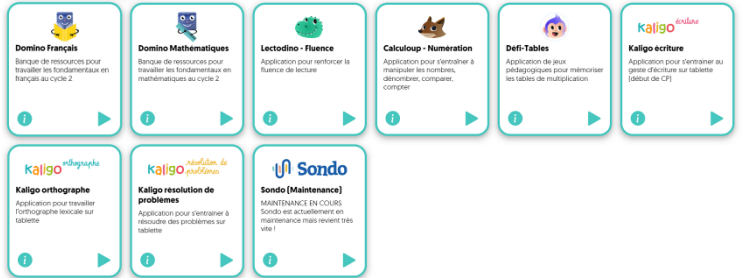 Domino Français
Banque de ressources pour
travailler les fondamentaux en
français au cycle 2
Domino Mathématiques
Banque de ressources pour
travailler les fondamentaux en
mathématiques au cycle 2
Lectodino - Fluence
Application pour renforcer la
fluence de lecture
Calculoup - Numération
Application pour s'entraîner à
manipuler les nombres,
dénombrer, comparer,
compter
Défi-Tables
Application de jeux
pédagogiques pour mémoriser
les tables de multiplication
kaligo écriture
Kaligo écriture
Application pour s'entrainer au
geste d'écriture sur tablette
(début de CP)
kaligo orthographe
Kaligo orthographe
Application pour travailler
l'orthographe lexicale sur
tablette
kaligo résolution de
problèmes
Kaligo résolution de
problèmes
Application pour s'entrainer à
résoudre des problèmes sur
tablette
Sondo
Sondo (Maintenance)
MAINTENANCE EN COURS
Sondo est actuellement en
maintenance mais revient très
vite !